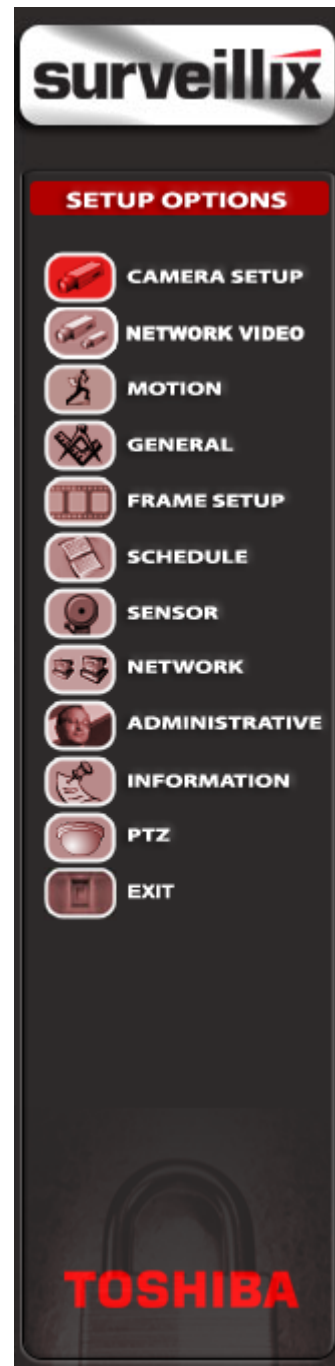 surveillix
SETUP OPTIONS
CAMERA SETUP
NETWORK VIDEO
MOTION
GENERAL
FRAME SETUP
SCHEDULE
SENSOR
NETWORK
ADMINISTRATIVE
INFORMATION
PTZ
EXIT
TOSHIBA